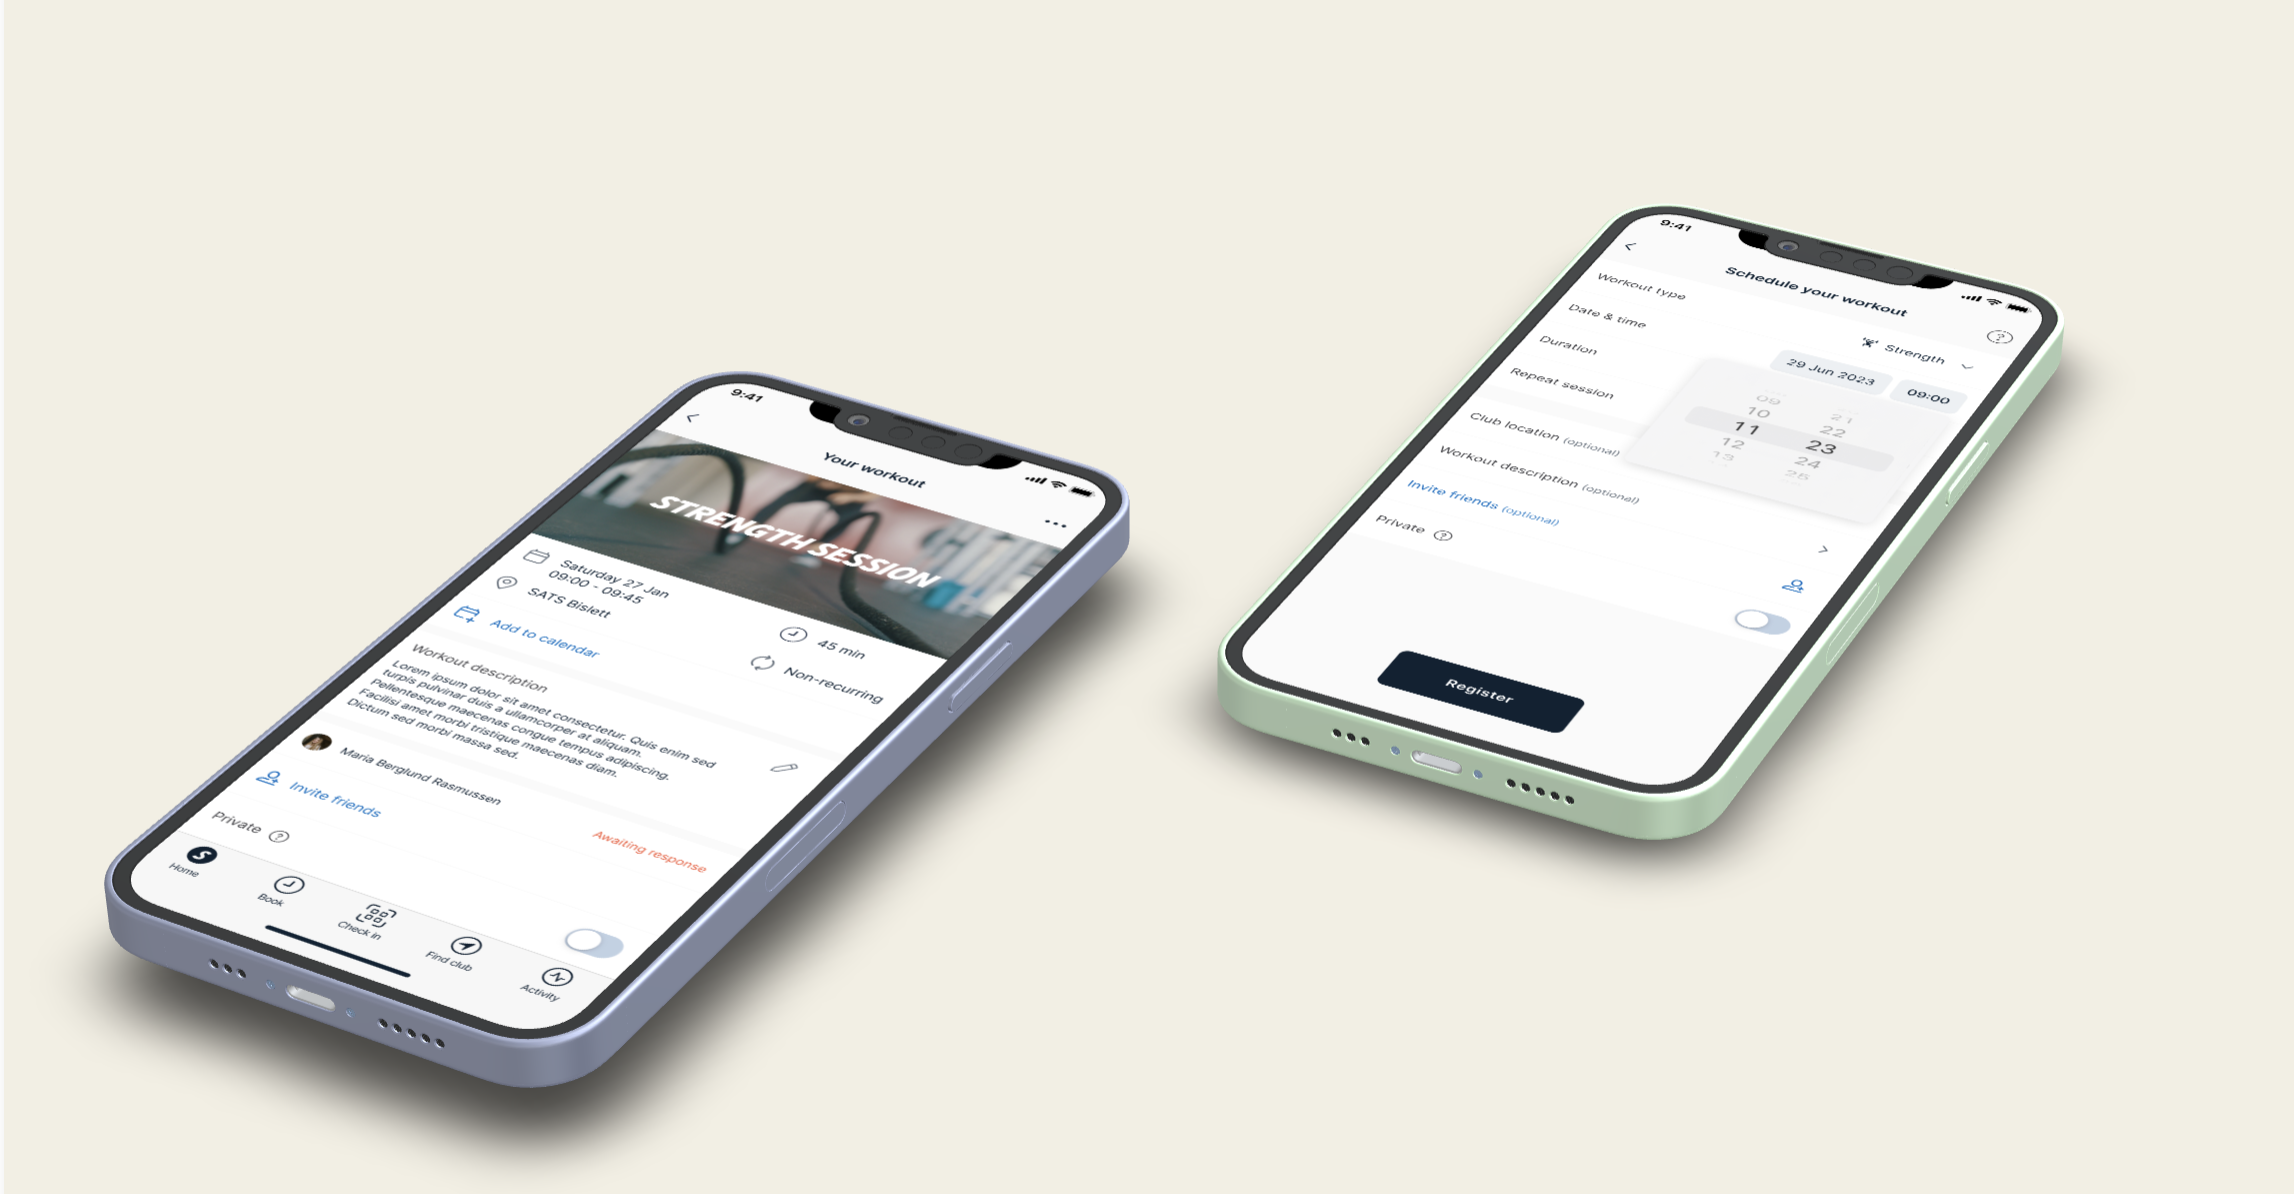 9:41
Your workout
STRENGTH SESSION
Saturday 27 Jan
09:00 - 09:45
45 min
SATS Bislett
Non-recurring
Add to calendar
Workout description
Lorem ipsum dolor sit amet consectetur. Quis enim sed
turpis pulvinar duis a ullamcorper at aliquam.
Pellentesque maecenas congue tempus adipiscing.
Facilisi amet morbi tristique maecenas diam.
Dictum sed morbi massa sed.
Maria Berglund Rasmussen
Awaiting response
Invite friends
Private ?
Home
Book
Check in
Find club
Activity
9:41
Schedule your workout
?
Workout type
Strength
Date & time
29 Jun 2023
09:00
Duration
Repeat session
09 21
10 22
11 23
12 24
13 25
Club location (optional)
Workout description (optional)
Invite friends (optional)
Private ?
Register